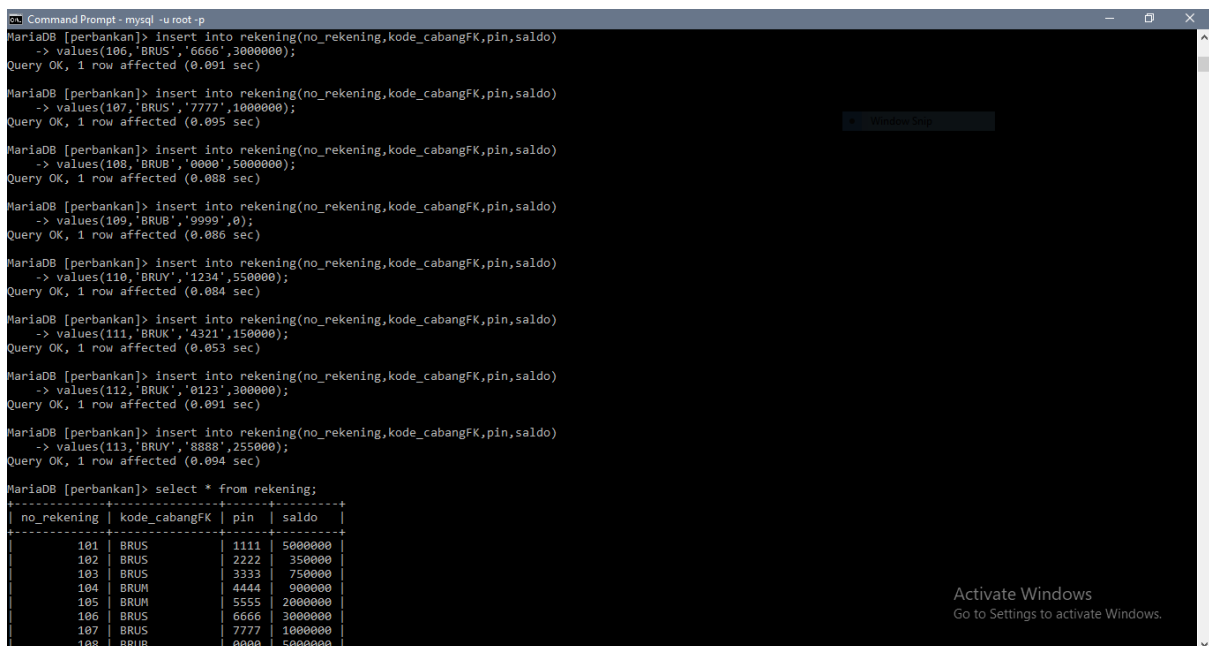 Command Prompt - mysql -u root -p
MariaDB [perbankan]> insert into rekening(no_rekening,kode_cabangFK,pin,saldo)
    -> values(106,'BRUS','6666',3000000);
Query OK, 1 row affected (0.091 sec)
MariaDB [perbankan]> insert into rekening(no_rekening,kode_cabangFK,pin,saldo)
    -> values(107,'BRUS','7777',1000000);
Query OK, 1 row affected (0.095 sec)
Window Snip
MariaDB [perbankan]> insert into rekening(no_rekening,kode_cabangFK,pin,saldo)
    -> values(108,'BRUB','0000',5000000);
Query OK, 1 row affected (0.088 sec)
MariaDB [perbankan]> insert into rekening(no_rekening,kode_cabangFK,pin,saldo)
    -> values(109,'BRUB','9999',0);
Query OK, 1 row affected (0.086 sec)
MariaDB [perbankan]> insert into rekening(no_rekening,kode_cabangFK,pin,saldo)
    -> values(110,'BRUY','1234',550000);
Query OK, 1 row affected (0.084 sec)
MariaDB [perbankan]> insert into rekening(no_rekening,kode_cabangFK,pin,saldo)
    -> values(111,'BRUK','4321',150000);
Query OK, 1 row affected (0.053 sec)
MariaDB [perbankan]> insert into rekening(no_rekening,kode_cabangFK,pin,saldo)
    -> values(112,'BRUK','0123',300000);
Query OK, 1 row affected (0.091 sec)
MariaDB [perbankan]> insert into rekening(no_rekening,kode_cabangFK,pin,saldo)
    -> values(113,'BRUY','8888',255000);
Query OK, 1 row affected (0.094 sec)
MariaDB [perbankan]> select * from rekening;
+-------------+---------------+------+---------+
| no_rekening | kode_cabangFK | pin  | saldo   |
+-------------+---------------+------+---------+
|         101 | BRUS          | 1111 | 5000000 |
|         102 | BRUS          | 2222 |  350000 |
|         103 | BRUS          | 3333 |  750000 |
|         104 | BRUM          | 4444 |  900000 |
|         105 | BRUM          | 5555 | 2000000 |
|         106 | BRUS          | 6666 | 3000000 |
|         107 | BRUS          | 7777 | 1000000 |
|         108 | BRUB          | 0000 | 5000000 |
Activate Windows
Go to Settings to activate Windows.